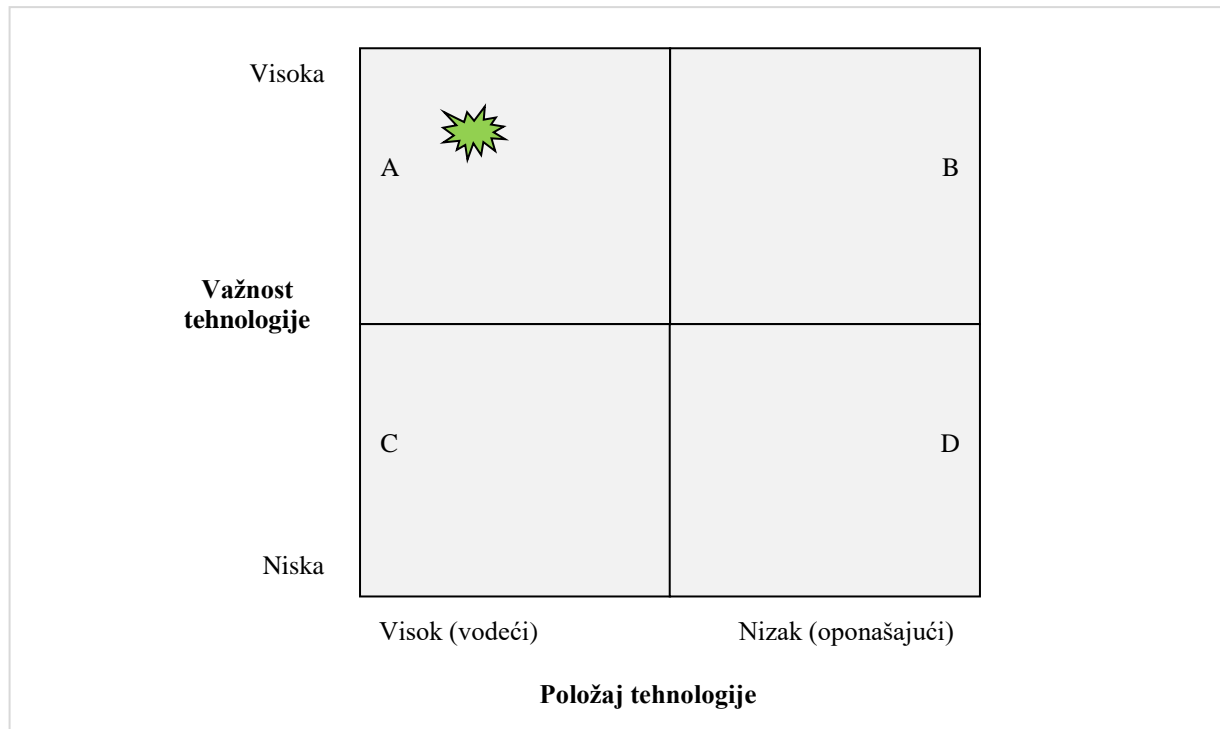 Visoka
A
B
Važnost
tehnologije
C
D
Niska
Visok (vodeći)
Nizak (oponašajući)
Položaj tehnologije